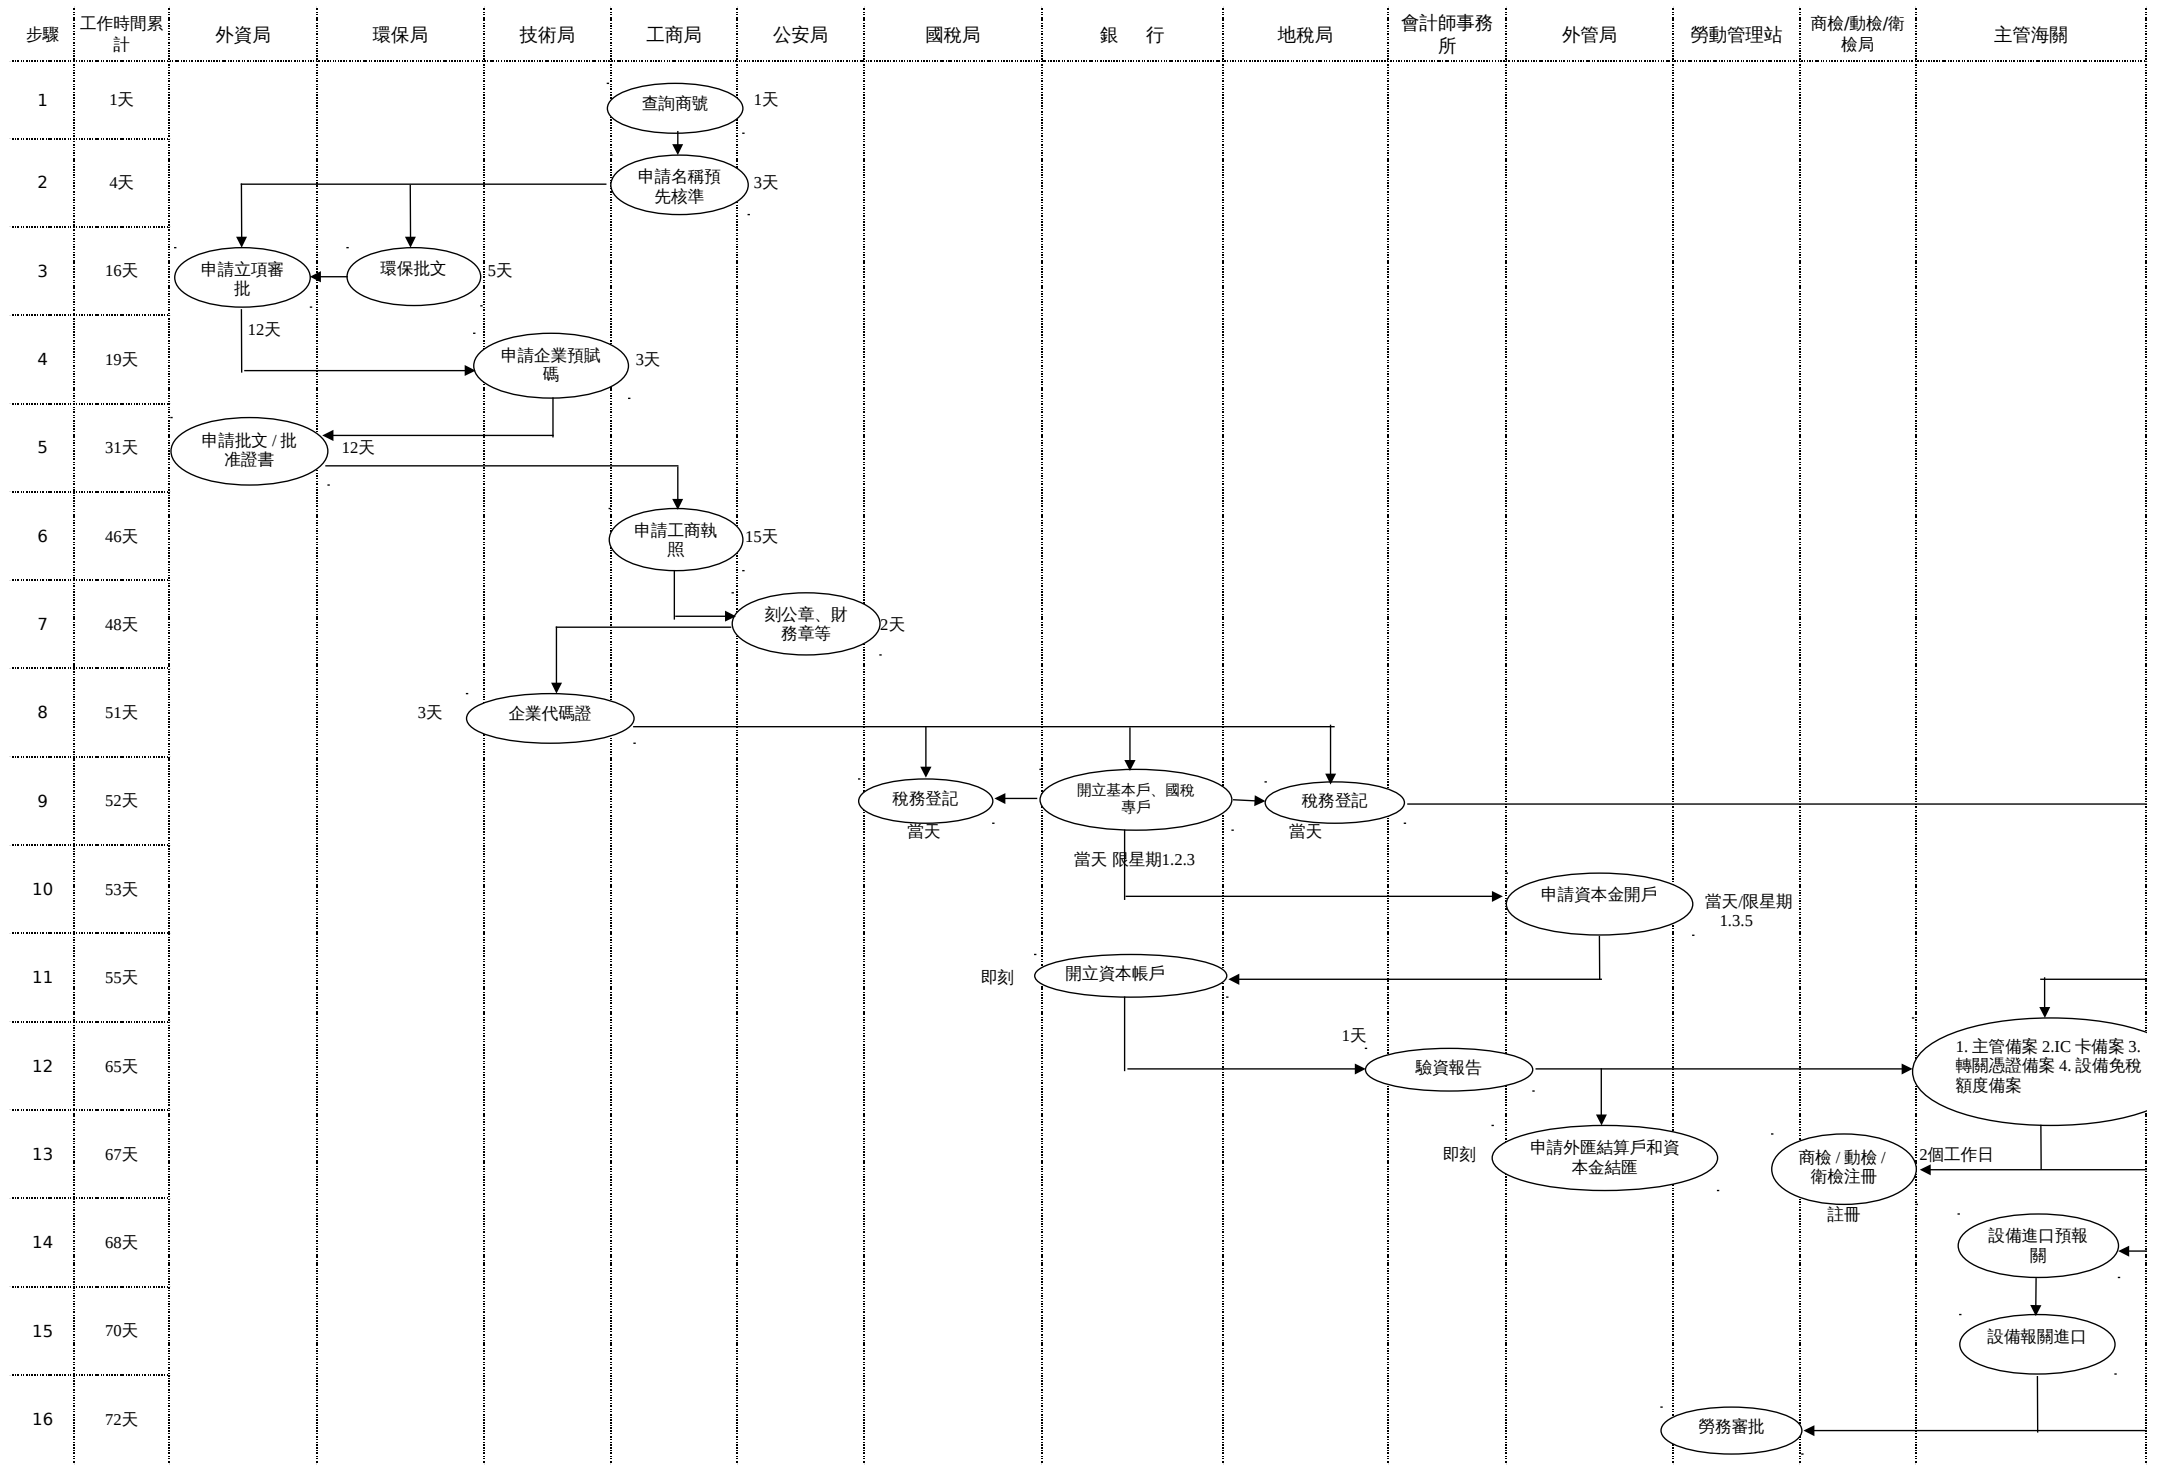 步驟
工作時間累
計
外資局
環保局
技術局
工商局
公安局
國稅局
銀 行
地稅局
會計師事務
所
外管局
勞動管理站
商檢/動檢/衛
檢局
主管海關
1
1天
查詢商號
1天
2
4天
申請名稱預
先核準
3天
3
16天
申請立項審
批
環保批文
5天
12天
4
19天
申請企業預賦
碼
3天
5
31天
申請批文 / 批
准證書
12天
6
46天
申請工商執
照
15天
7
48天
刻公章、財
務章等
2天
8
51天
3天
企業代碼證
9
52天
稅務登記
當天
開立基本戶、國稅
專戶
稅務登記
當天
當天 限星期1.2.3
10
53天
申請資本金開戶
當天/限星期
1.3.5
11
55天
即刻
開立資本帳戶
12
65天
1天
驗資報告
1. 主管備案 2.IC 卡備案 3.
轉關憑證備案 4. 設備免稅
額度備案
13
67天
即刻
申請外匯結算戶和資
本金結匯
商檢 / 動檢 /
衛檢注冊
2個工作日
註冊
14
68天
設備進口預報
關
15
70天
設備報關進口
16
72天
勞務審批